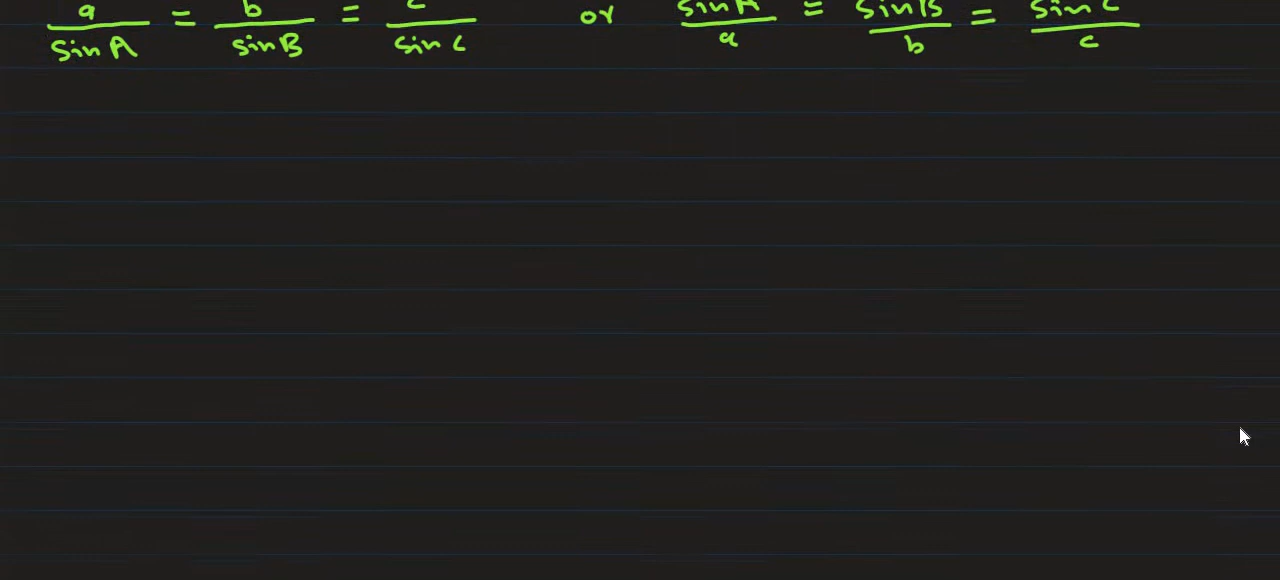 a/sin A = b/sin B = c/sin C or sin A/a = sin B/b = sin C/c